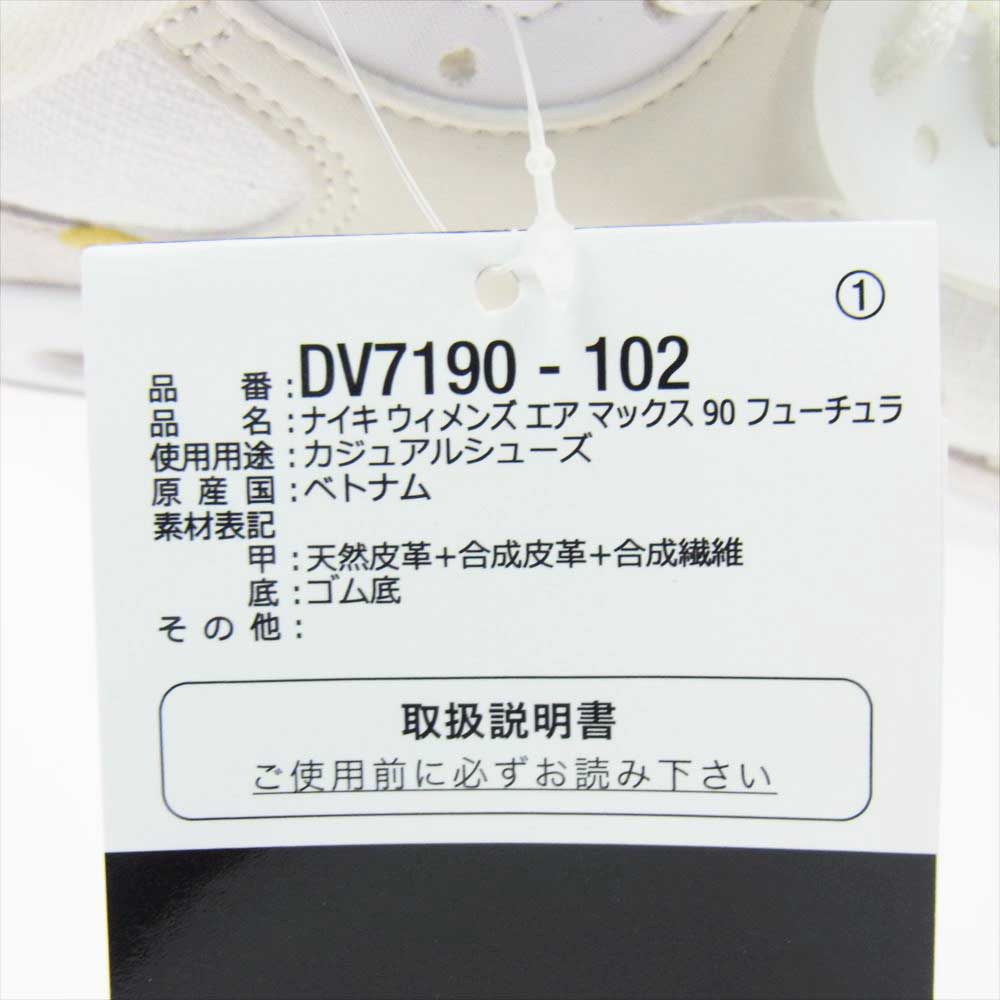 ①
品 番:DV7190 - 102
品 名:ナイキ ウィメンズ エア マックス 90 フューチュラ
使用用途:カジュアルシューズ
原 産 国:ベトナム
素材表記
甲:天然皮革+合成皮革+合成繊維
底:ゴム底
そ の 他:
取扱説明書
ご使用前に必ずお読み下さい